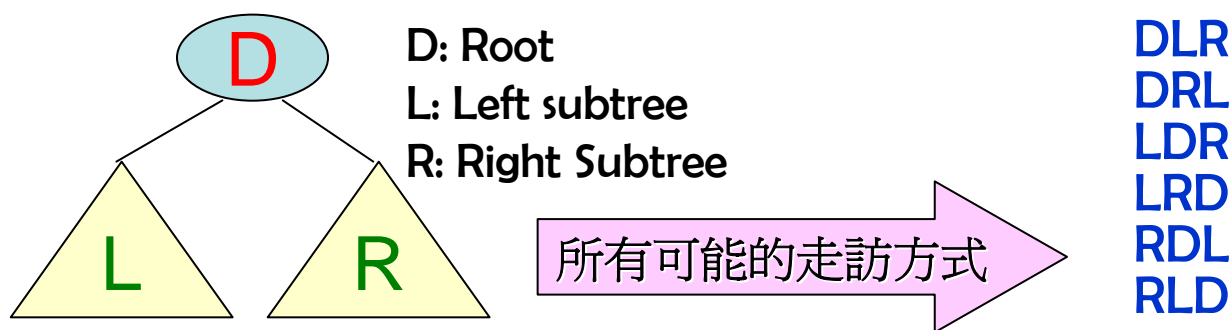 D
D: Root
L: Left subtree
R: Right Subtree
L
R
所有可能的走訪方式
DLR
DRL
LDR
LRD
RDL
RLD